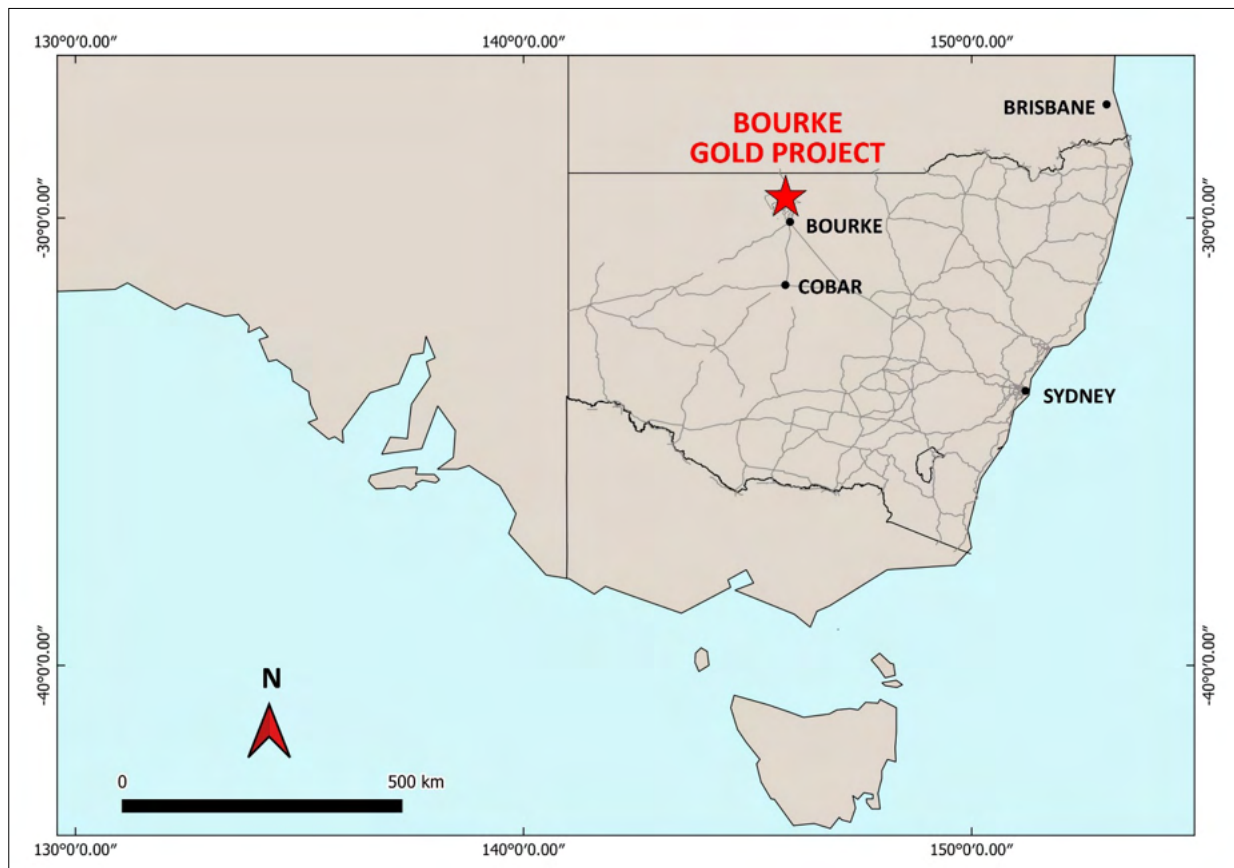 130°0′0.00″ 140°0′0.00″ 150°0′0.00″
BRISBANE
BOURKE
GOLD PROJECT
-30°0′0.00″ -30°0′0.00″
BOURKE
COBAR
SYDNEY
-40°0′0.00″ -40°0′0.00″
N
0 500 km
130°0′0.00″ 140°0′0.00″ 150°0′0.00″